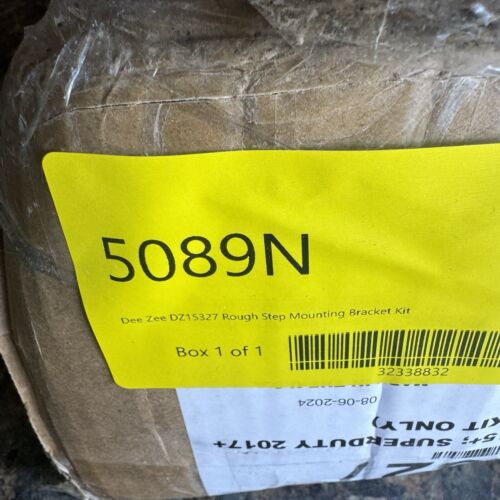 5089N
Dee Zee DZ15327 Rough Step Mounting Bracket Kit
Box 1 of 1
32338832
08-06-2024
KIT ONLY)
5+; SUPERDUTY 2017+